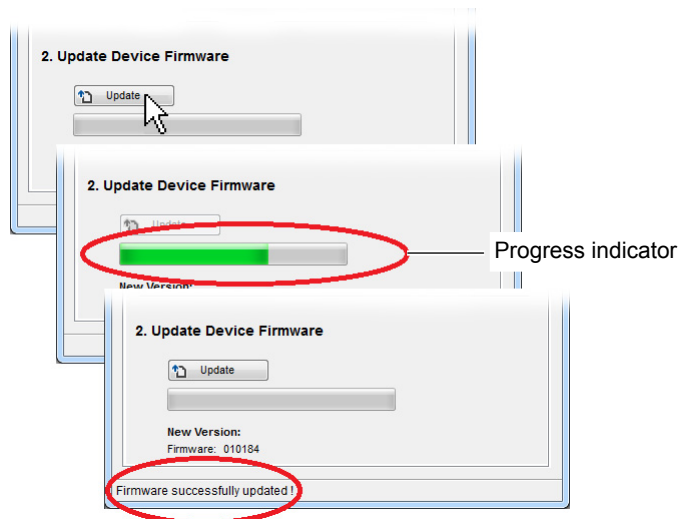 2. Update Device Firmware
Update
2. Update Device Firmware
Update
Progress indicator
New Version:
2. Update Device Firmware
Update
New Version:
Firmware: 010184
Firmware successfully updated !